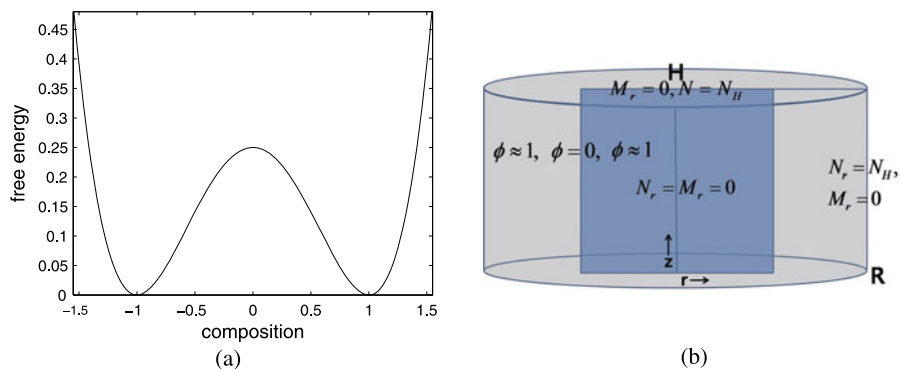 0.45
0.4
0.35
0.3
0.25
0.2
0.15
0.1
0.05
0
free energy
−1.5 −1 −0.5 0 0.5 1 1.5
composition
(a)
H
M_r = 0, N = N_H
ϕ ≈ 1, ϕ = 0, ϕ ≈ 1
N_r = M_r = 0
N_r = N_H,
M_r = 0
z
r→
R
(b)